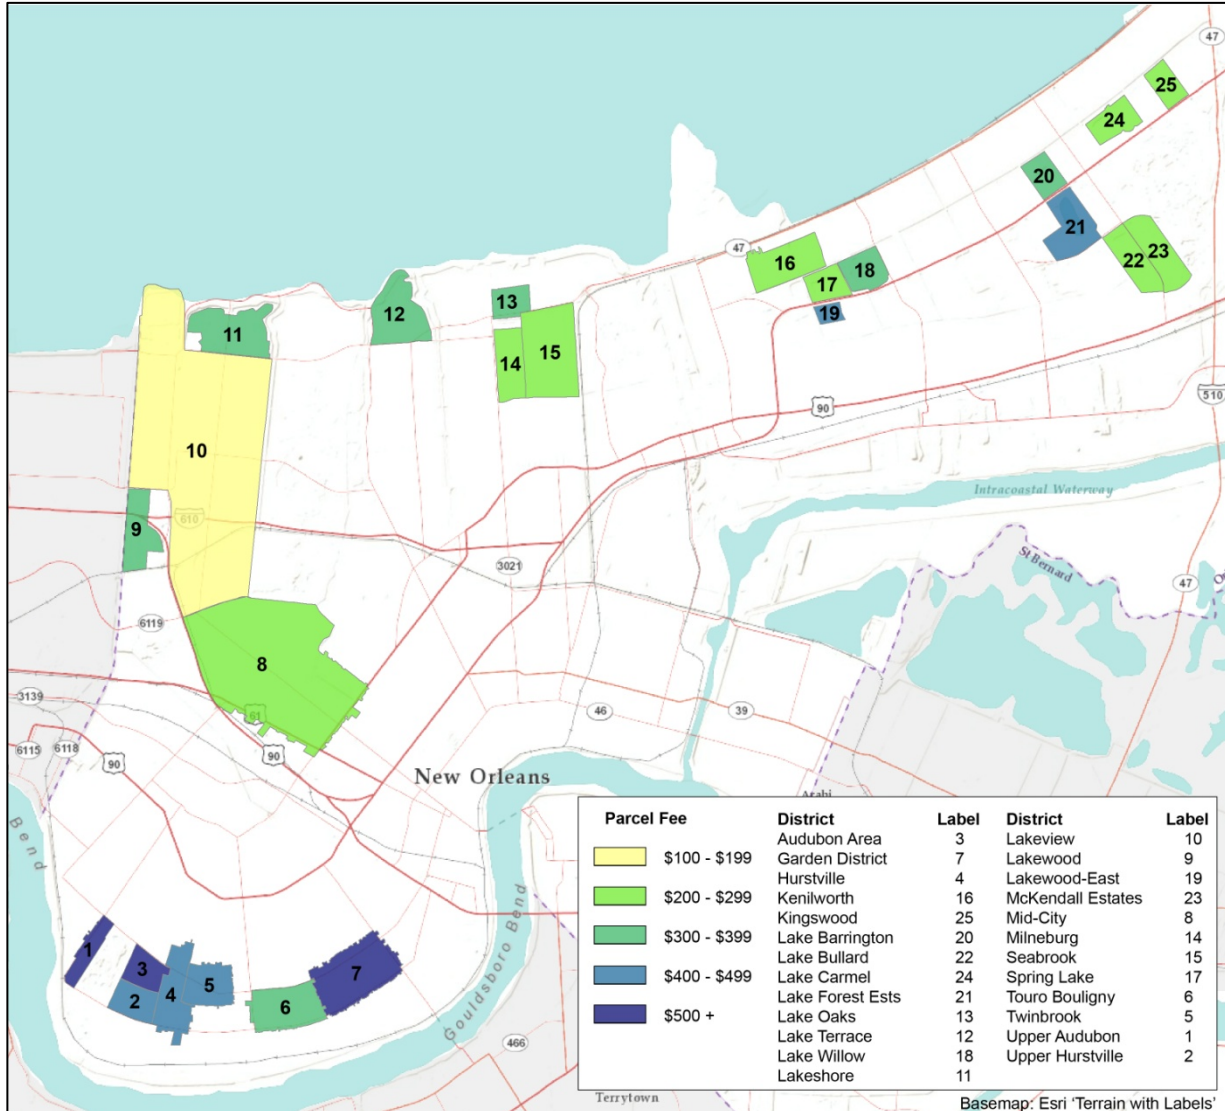 47
25
24
20
21
47
16
18
22
23
17
13
12
19
11
14
15
510
90
10
Intracoastal Waterway
9
610
St Bernard
3021
47
6119
8
3139
61
46
39
6115
6118
90
90
New Orleans
Bend
Gouldsboro Bend
1
3
7
2
4
5
6
466
Terrytown
Parcel Fee
$100 - $199
$200 - $299
$300 - $399
$400 - $499
$500 +
District Label District Label
Audubon Area 3 Lakeview 10
Garden District 7 Lakewood 9
Hurstville 4 Lakewood-East 19
Kenilworth 16 McKendall Estates 23
Kingswood 25 Mid-City 8
Lake Barrington 20 Milneburg 14
Lake Bullard 22 Seabrook 15
Lake Carmel 24 Spring Lake 17
Lake Forest Ests 21 Touro Bouligny 6
Lake Oaks 13 Twinbrook 5
Lake Terrace 12 Upper Audubon 1
Lake Willow 18 Upper Hurstville 2
Lakeshore 11
Basemap: Esri 'Terrain with Labels'